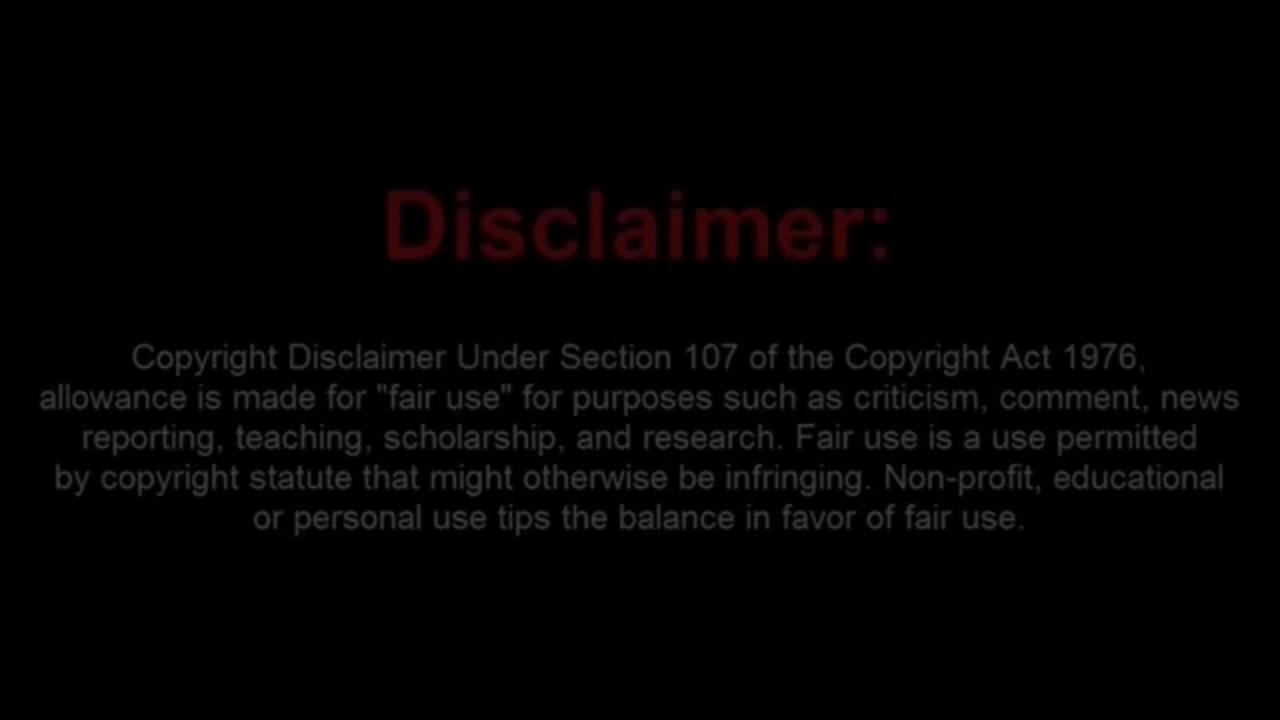 Disclaimer:
Copyright Disclaimer Under Section 107 of the Copyright Act 1976,
allowance is made for "fair use" for purposes such as criticism, comment, news
reporting, teaching, scholarship, and research. Fair use is a use permitted
by copyright statute that might otherwise be infringing. Non-profit, educational
or personal use tips the balance in favor of fair use.